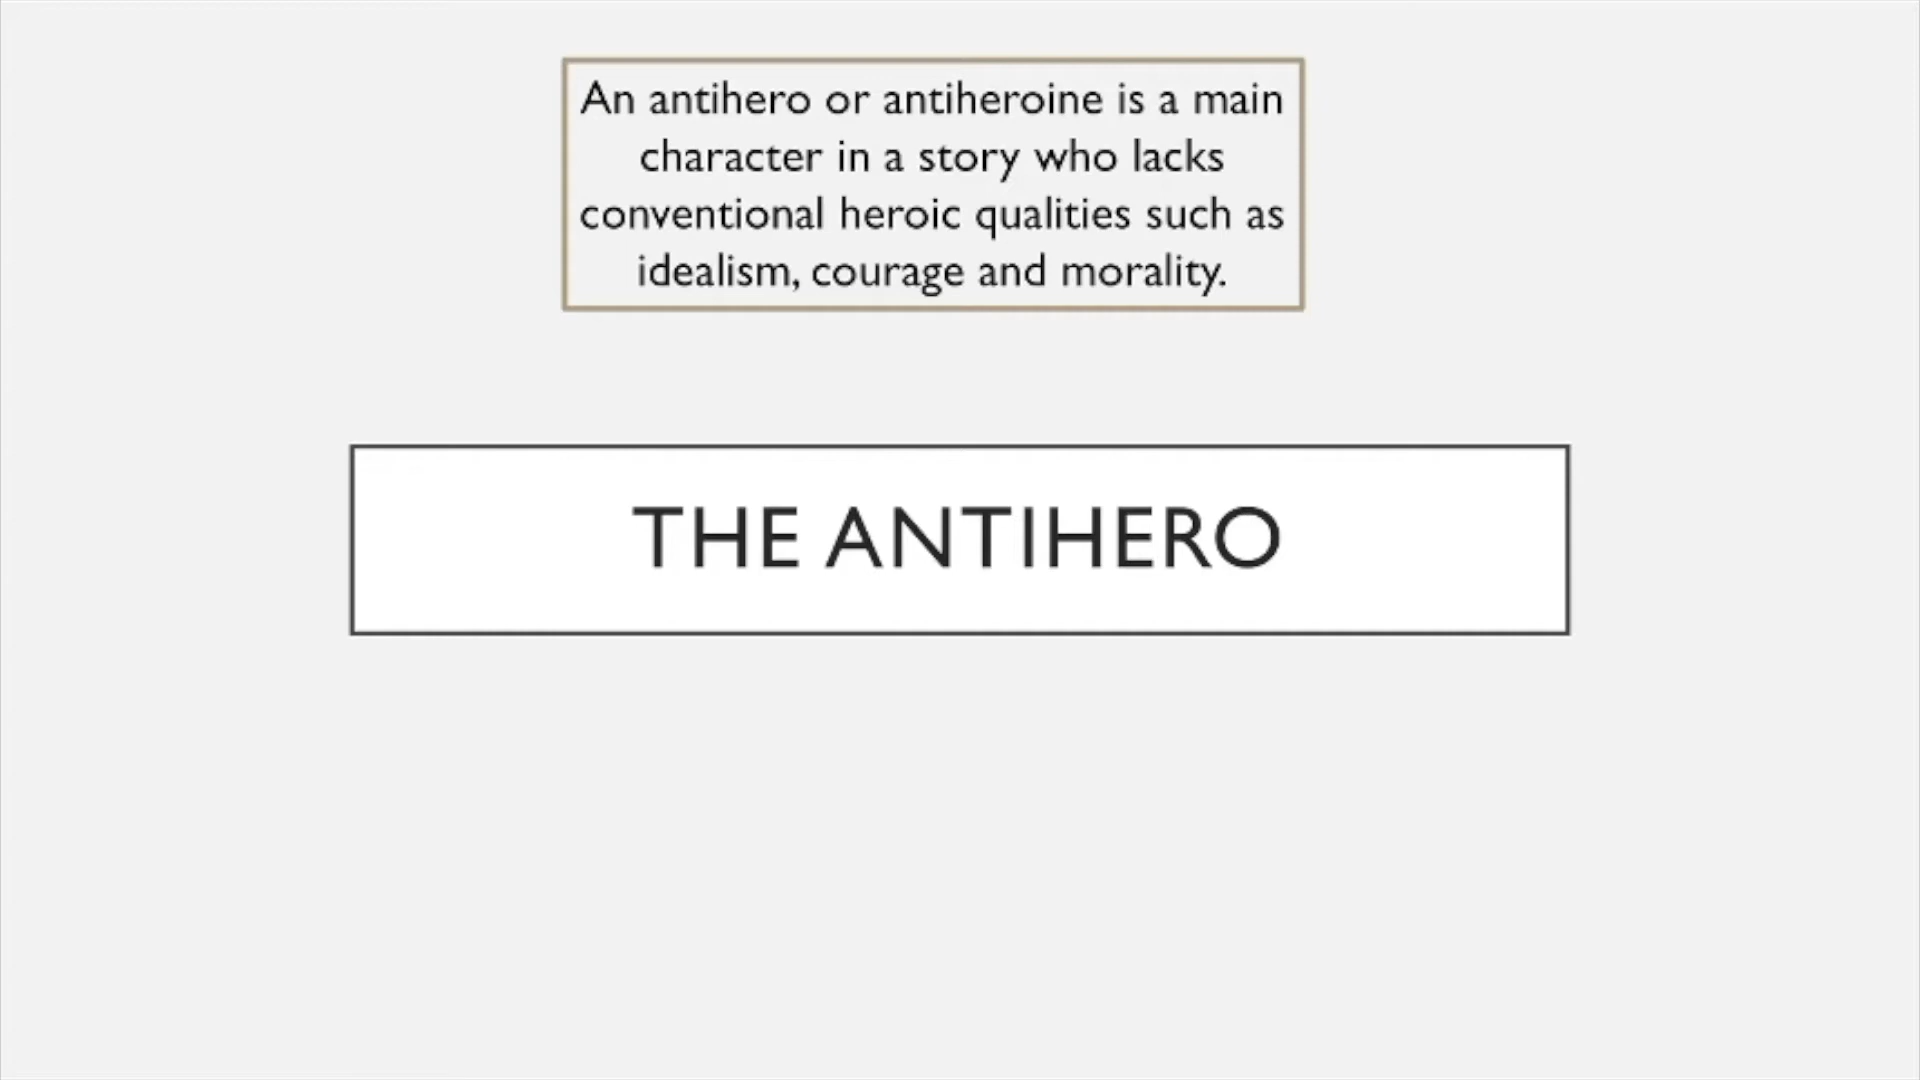 An antihero or antiheroine is a main
character in a story who lacks
conventional heroic qualities such as
idealism, courage and morality.
THE ANTIHERO